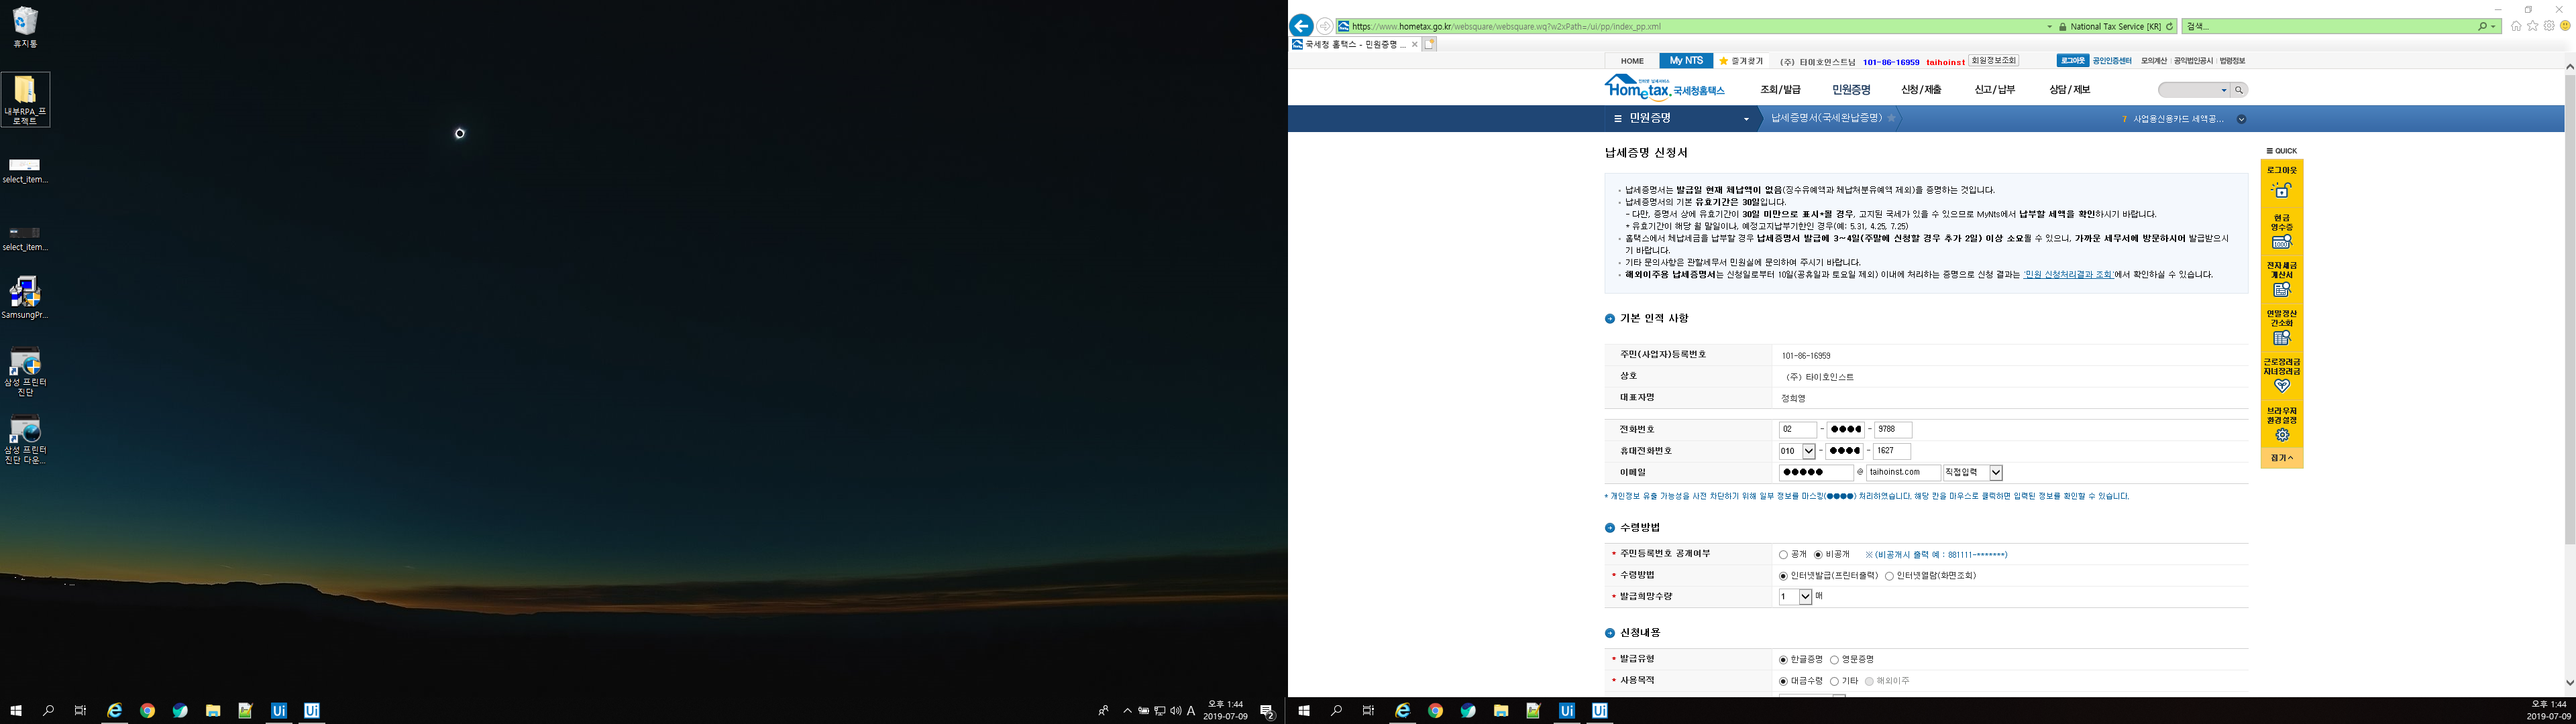 휴지통
내부RPA_프
로젝트
select_item...
select_item...
SamsungPr...
삼성 프린터
진단
삼성 프린터
진단 다운...
오후 1:44
2019-07-09
https://www.hometax.go.kr/websquare/websquare.wq?w2xPath=/ui/pp/index_pp.xml
National Tax Service [KR]
검색...
국세청 홈택스 - 민원증명 ...
HOME
My NTS
즐겨찾기
(주) 타이호인스트님 101-86-16959 taihoinst 회원정보조회
로그아웃 공인인증센터 모의계산 공익법인공시 법령정보
Hometax. 국세청홈택스
조회/발급 민원증명 신청/제출 신고/납부 상담/제보
민원증명
납세증명서(국세완납증명)
7 사업용신용카드 세액공...
납세증명 신청서
납세증명서는 발급일 현재 체납액이 없음(징수유예액과 체납처분유예액 제외)을 증명하는 것입니다.
납세증명서의 기본 유효기간은 30일입니다.
- 다만, 증명서 상에 유효기간이 30일 미만으로 표시*될 경우, 고지된 국세가 있을 수 있으므로 MyNts에서 납부할 세액을 확인하시기 바랍니다.
* 유효기간이 해당 월 말일이나, 예정고지납부기한인 경우(예: 5.31, 4.25, 7.25)
홈택스에서 체납세금을 납부할 경우 납세증명서 발급에 3~4일(주말에 신청할 경우 추가 2일) 이상 소요될 수 있으니, 가까운 세무서에 방문하시어 발급받으시
기 바랍니다.
기타 문의사항은 관할세무서 민원실에 문의하여 주시기 바랍니다.
해외이주용 납세증명서는 신청일로부터 10일(공휴일과 토요일 제외) 이내에 처리하는 증명으로 신청 결과는 '민원 신청처리결과 조회'에서 확인하실 수 있습니다.
기본 인적 사항
주민(사업자)등록번호 101-86-16959
상호 (주) 타이호인스트
대표자명 정희영
전화번호 02 - ●●●● - 9788
휴대전화번호 010 - ●●●● - 1627
이메일 ●●●●● @ taihoinst.com 직접입력
* 개인정보 유출 가능성을 사전 차단하기 위해 일부 정보를 마스킹(●●●●) 처리하였습니다. 해당 란을 마우스로 클릭하면 입력된 정보를 확인할 수 있습니다.
수령방법
* 주민등록번호 공개여부 공개 비공개 ※ (비공개시 출력 예 : 881111-*******)
* 수령방법 인터넷발급(프린터출력) 인터넷열람(화면조회)
* 발급희망수량 1 매
신청내용
* 발급유형 한글증명 영문증명
* 사용목적 대금수령 기타 해외이주
QUICK
로그아웃
현금
영수증
전자세금
계산서
연말정산
간소화
근로장려금
자녀장려금
브라우저
환경설정
접기
A
2
Ui
Ui
Ui
Ui
오후 1:44
2019-07-09